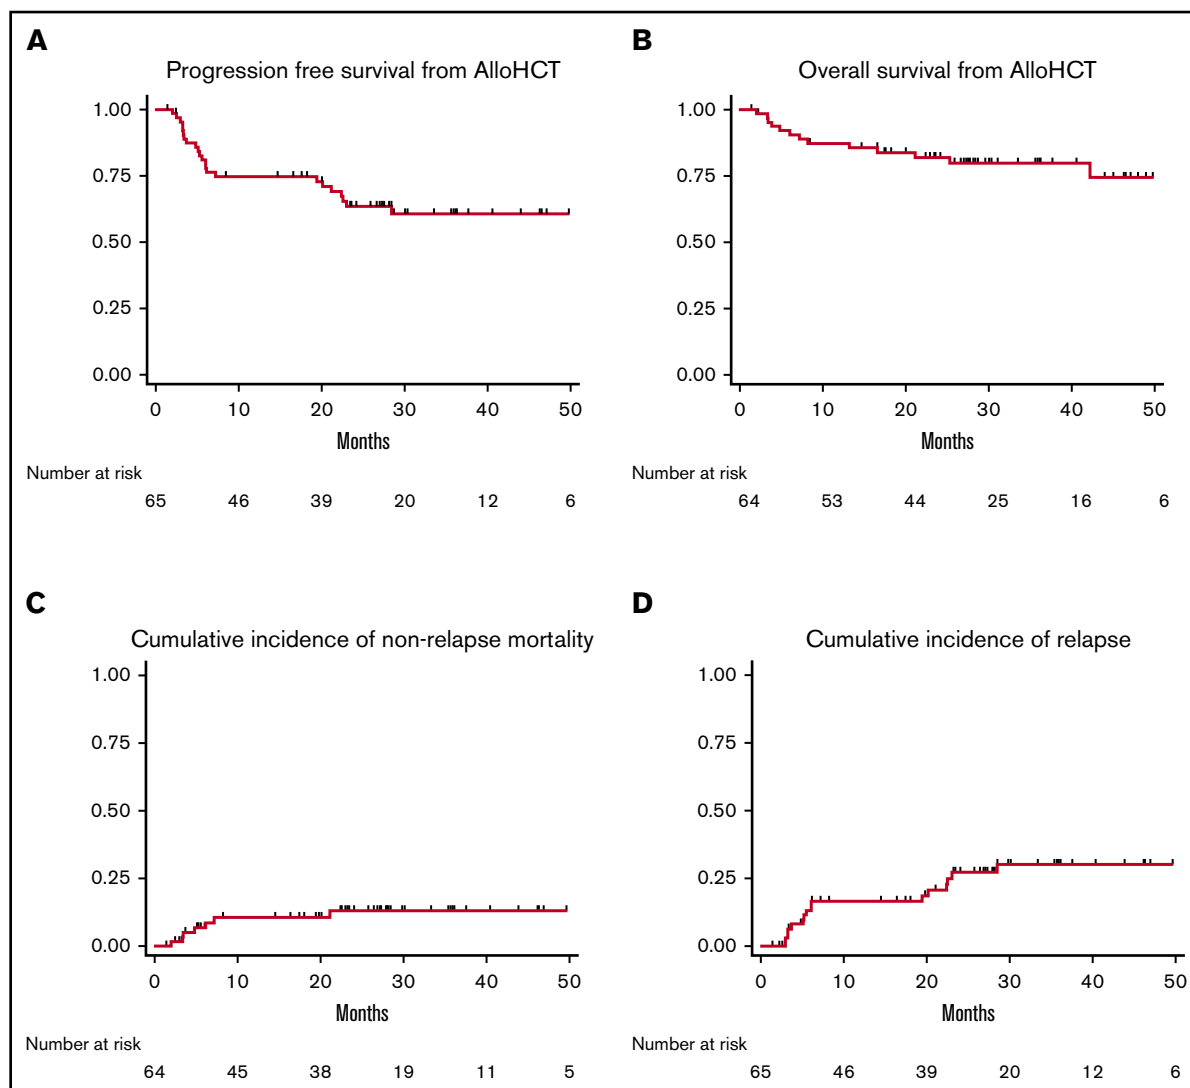 A
Progression free survival from AlloHCT
1.00
0.75
0.50
0.25
0.00
0 10 20 30 40 50
Months
Number at risk
65 46 39 20 12 6
B
Overall survival from AlloHCT
1.00
0.75
0.50
0.25
0.00
0 10 20 30 40 50
Months
Number at risk
64 53 44 25 16 6
C
Cumulative incidence of non-relapse mortality
1.00
0.75
0.50
0.25
0.00
0 10 20 30 40 50
Months
Number at risk
64 45 38 19 11 5
D
Cumulative incidence of relapse
1.00
0.75
0.50
0.25
0.00
0 10 20 30 40 50
Months
Number at risk
65 46 39 20 12 6